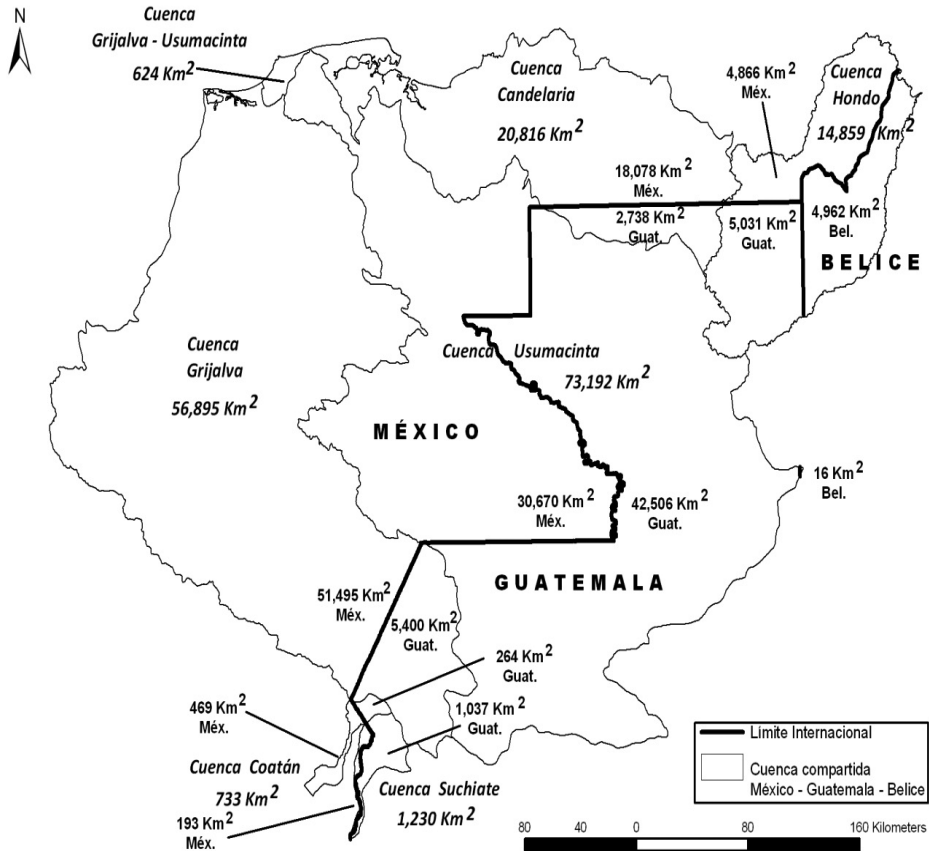 N
Cuenca
Grijalva - Usumacinta
624 Km²
Cuenca
Candelaria
20,816 Km²
4,866 Km²
Méx.
Cuenca
Hondo
14,859 Km²
18,078 Km²
Méx.
2,738 Km²
Guat.
5,031 Km²
Guat.
4,962 Km²
Bel.
BELICE
Cuenca
Grijalva
56,895 Km²
Cuenca Usumacinta
73,192 Km²
MÉXICO
16 Km²
Bel.
30,670 Km²
Méx.
42,506 Km²
Guat.
GUATEMALA
51,495 Km²
Méx.
5,400 Km²
Guat.
264 Km²
Guat.
469 Km²
Méx.
1,037 Km²
Guat.
Cuenca Coatán
733 Km²
Cuenca Suchiate
1,230 Km²
193 Km²
Méx.
Límite Internacional
Cuenca compartida
México - Guatemala - Belice
80 40 0 80 160 Kilometers